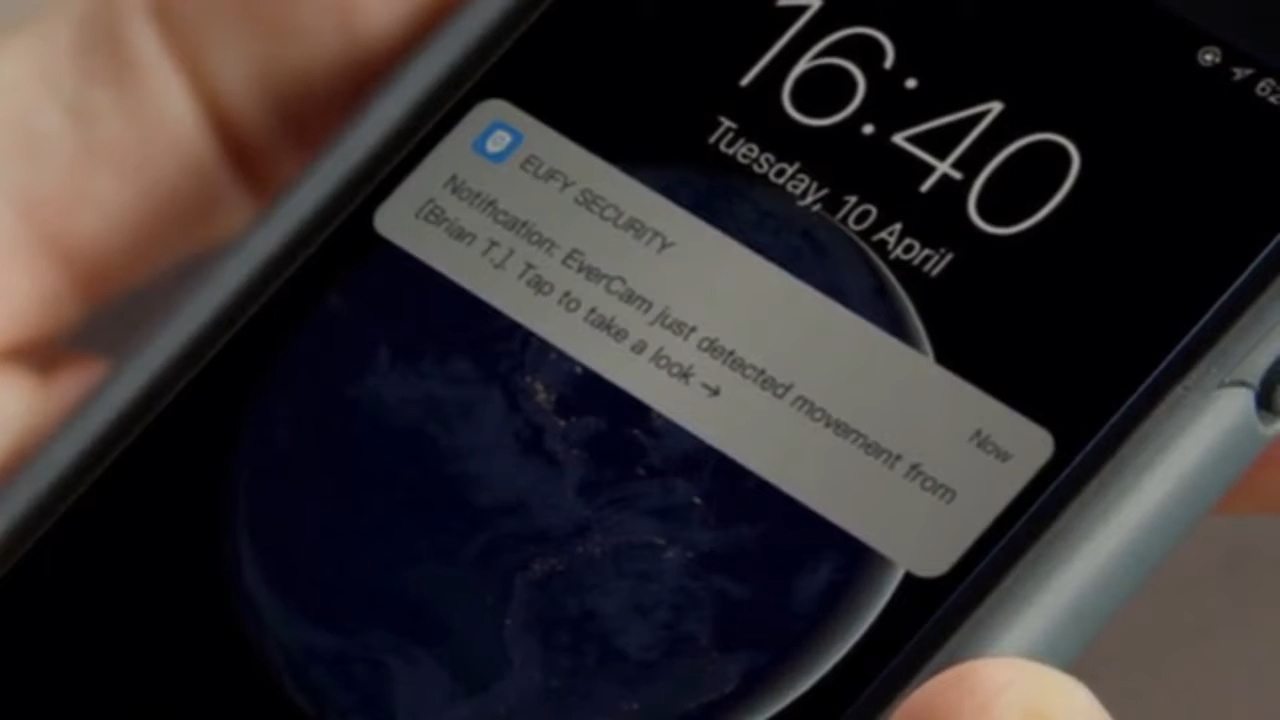 62
16:40
Tuesday, 10 April
EUFY SECURITY
Now
Notification: EverCam just detected movement from
[Brian T.]. Tap to take a look →